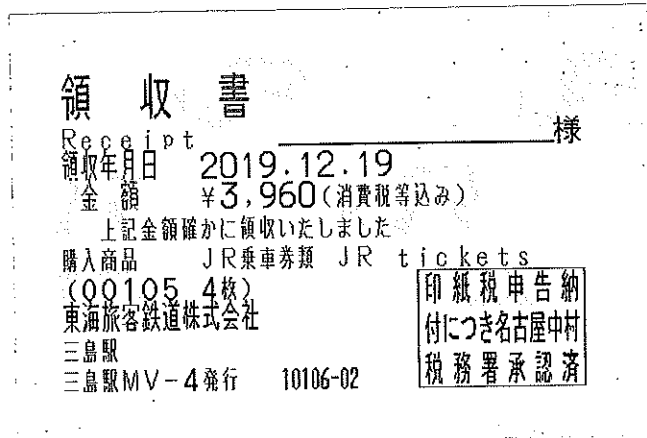 領収書
Receipt 様
領収年月日 2019.12.19
金額 ¥3,960(消費税等込み)
上記金額確かに領収いたしました
購入商品 JR乗車券類 JR tickets
(00105 4枚)
東海旅客鉄道株式会社
三島駅
三島駅MV-4発行 10106-02
印紙税申告納
付につき名古屋中村
税務署承認済